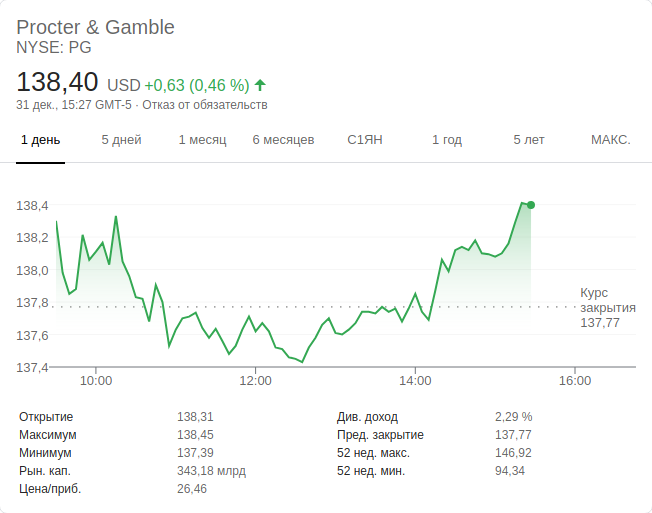 Procter & Gamble
NYSE: PG
138,40 USD +0,63 (0,46 %)
31 дек., 15:27 GMT-5 · Отказ от обязательств
1 день 5 дней 1 месяц 6 месяцев С1ЯН 1 год 5 лет МАКС.
138,4
138,2
138,0
137,8
137,6
137,4
Курс
закрытия
137,77
10:00 12:00 14:00 16:00
Открытие 138,31 Див. доход 2,29 %
Максимум 138,45 Пред. закрытие 137,77
Минимум 137,39 52 нед. макс. 146,92
Рын. кап. 343,18 млрд 52 нед. мин. 94,34
Цена/приб. 26,46